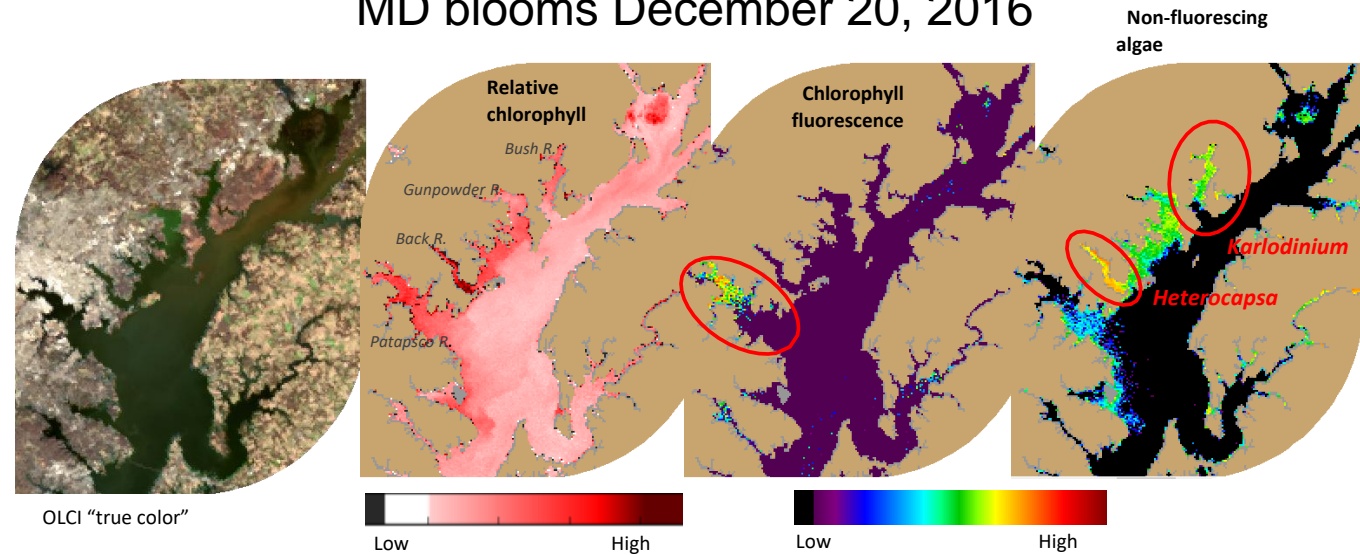 MD blooms December 20, 2016
Non-fluorescing
algae
Relative
chlorophyll
Chlorophyll
fluorescence
Bush R.
Gunpowder R.
Back R.
Patapsco R.
Karlodinium
Heterocapsa
OLCI “true color”
Low
High
Low
High